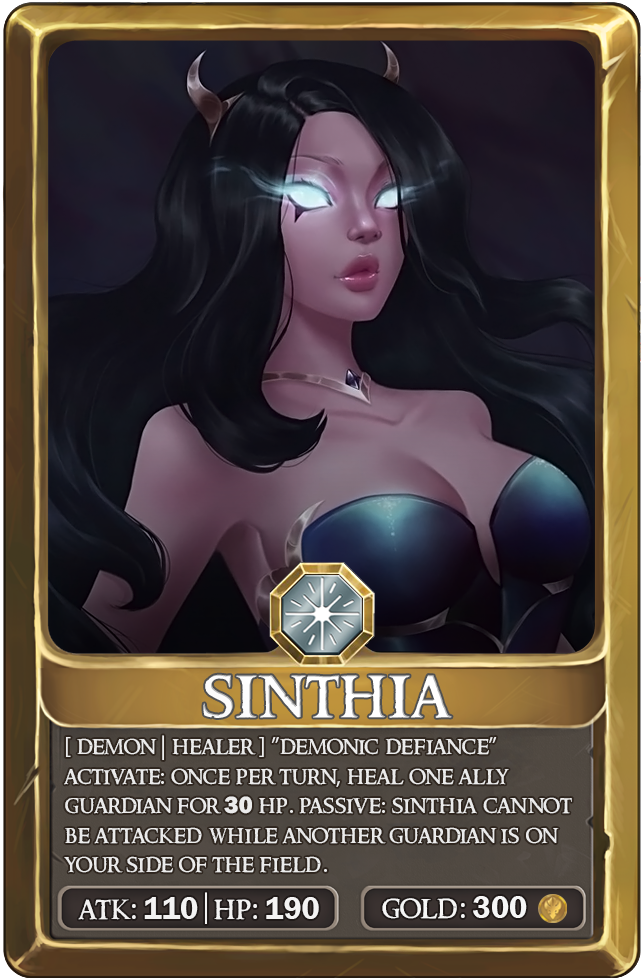 SINTHIA
[ DEMON | HEALER ] "DEMONIC DEFIANCE"
ACTIVATE: ONCE PER TURN, HEAL ONE ALLY
GUARDIAN FOR 30 HP. PASSIVE: SINTHIA CANNOT
BE ATTACKED WHILE ANOTHER GUARDIAN IS ON
YOUR SIDE OF THE FIELD.
ATK: 110 | HP: 190 GOLD: 300